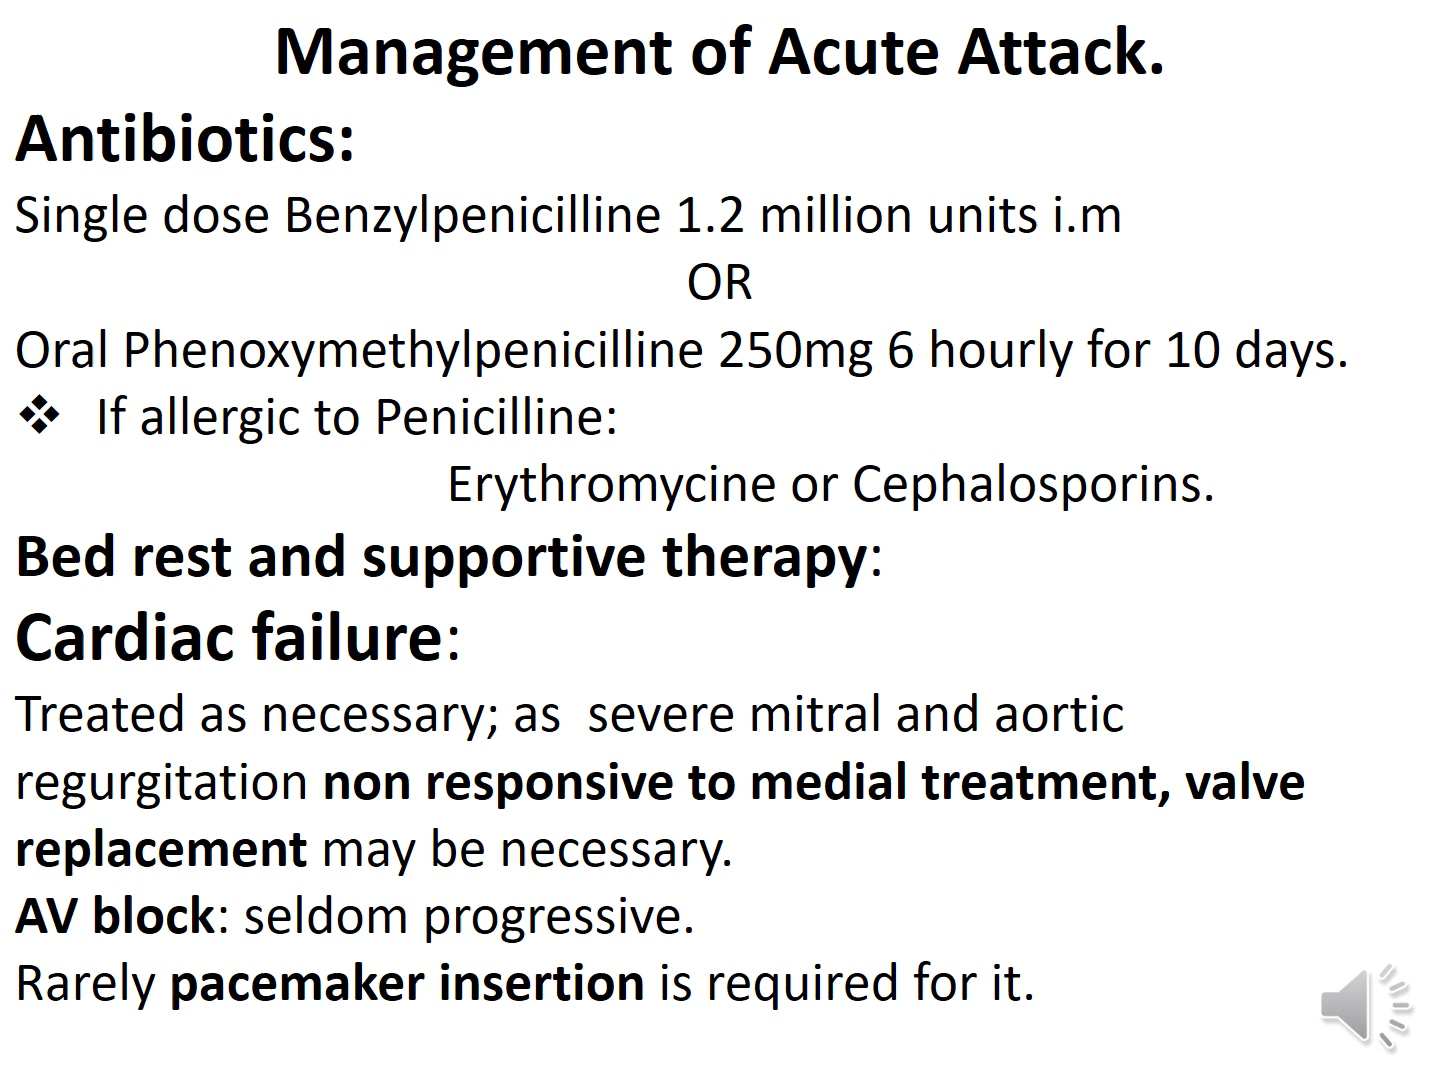 Management of Acute Attack.
Antibiotics:
Single dose Benzylpenicilline 1.2 million units i.m
OR
Oral Phenoxymethylpenicilline 250mg 6 hourly for 10 days.
❖ If allergic to Penicilline:
Erythromycine or Cephalosporins.
Bed rest and supportive therapy:
Cardiac failure:
Treated as necessary; as severe mitral and aortic
regurgitation non responsive to medial treatment, valve
replacement may be necessary.
AV block: seldom progressive.
Rarely pacemaker insertion is required for it.